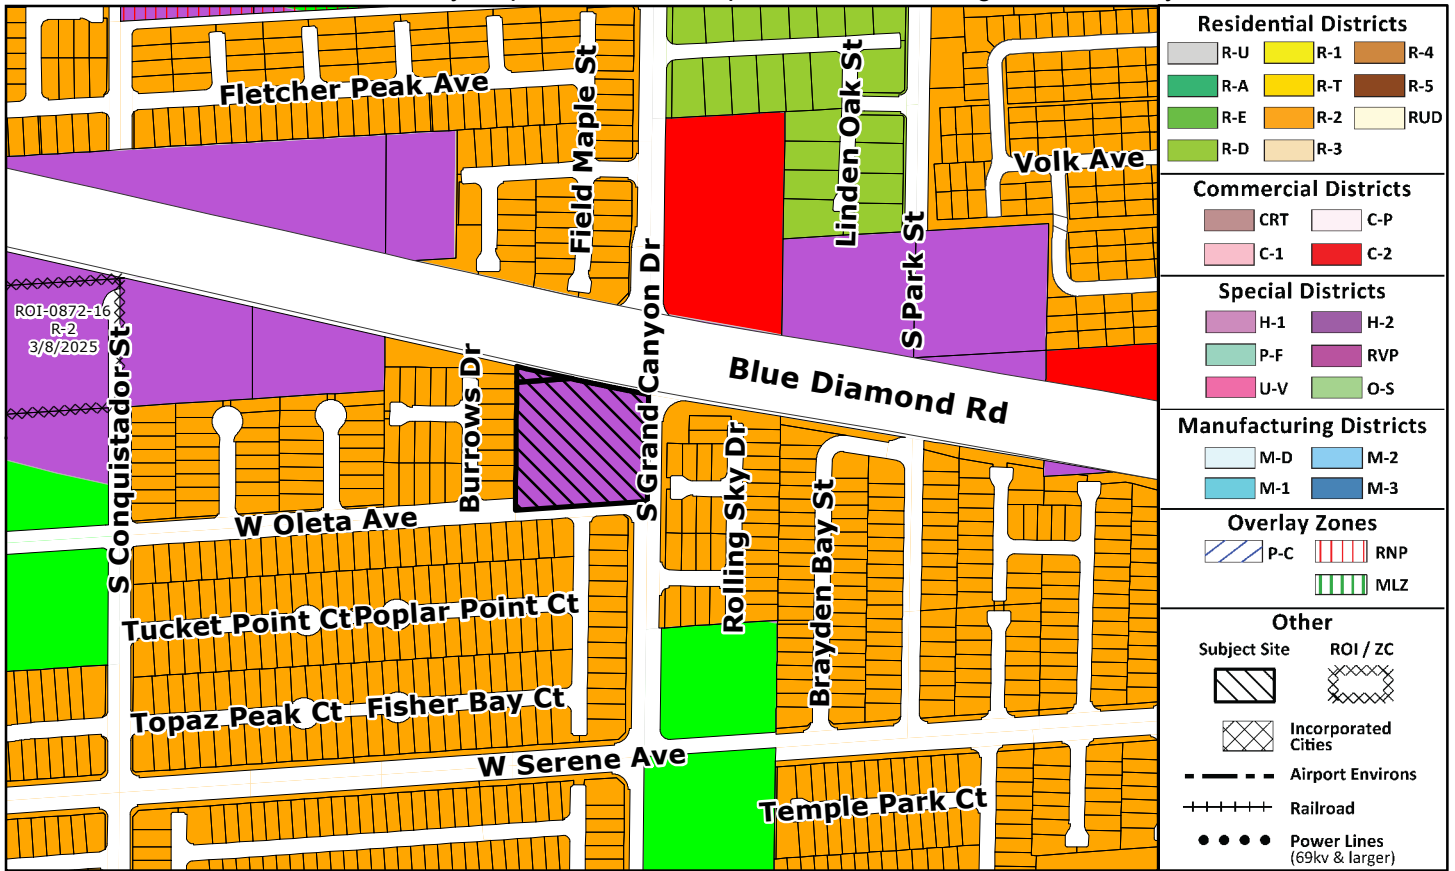 Fletcher Peak Ave
Field Maple St
Linden Oak St
Volk Ave
S Park St
S Grand Canyon Dr
Blue Diamond Rd
ROI-0872-16
R-2
3/8/2025
S Conquistador St
Burrows Dr
W Oleta Ave
Rolling Sky Dr
Brayden Bay St
Tucket Point Ct
Poplar Point Ct
Topaz Peak Ct
Fisher Bay Ct
W Serene Ave
Temple Park Ct
Residential Districts
R-U R-1 R-4
R-A R-T R-5
R-E R-2 RUD
R-D R-3
Commercial Districts
CRT C-P
C-1 C-2
Special Districts
H-1 H-2
P-F RVP
U-V O-S
Manufacturing Districts
M-D M-2
M-1 M-3
Overlay Zones
P-C RNP
MLZ
Other
Subject Site ROI / ZC
Incorporated
Cities
Airport Environs
Railroad
Power Lines
(69kv & larger)